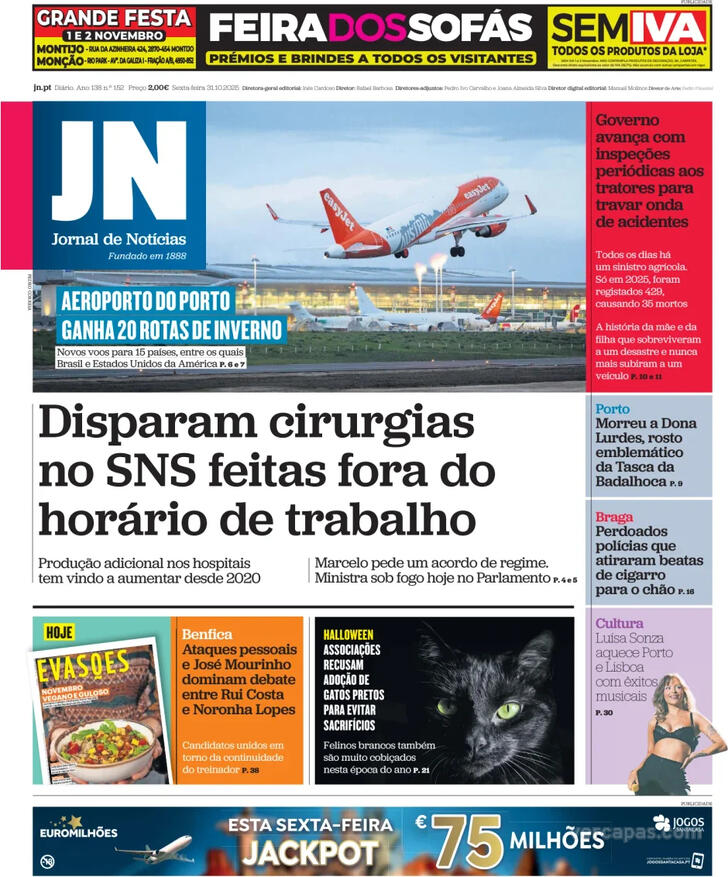 PUBLICIDADE
GRANDE FESTA
1 E 2 NOVEMBRO
MONTIJO - RUA DA AZINHEIRA 424, 2870-454 MONTIJO
MONÇÃO - RIO PARK - AVª. DA GALIZA I - FRAÇÃO A/B, 4950-852
FEIRA DOS SOFÁS
PRÉMIOS E BRINDES A TODOS OS VISITANTES
SEM IVA
TODOS OS PRODUTOS DA LOJA*
jn.pt Diário. Ano 138 n.º 152 Preço 2,00€ Sexta-feira 31.10.2025 Diretora-geral editorial: Inês Cardoso Diretor: Rafael Barbosa Diretores-adjuntos: Pedro Ivo Carvalho e Joana Almeida Silva Diretor digital editorial: Manuel Molinos Diretor de Arte: Pedro Pimentel
JN
Jornal de Notícias
Fundado em 1888
easyJet
AEROPORTO DO PORTO
GANHA 20 ROTAS DE INVERNO
Novos voos para 15 países, entre os quais
Brasil e Estados Unidos da América P. 6 e 7
Governo
avança com
inspeções
periódicas aos
tratores para
travar onda
de acidentes
Todos os dias há
um sinistro agrícola.
Só em 2025, foram
registados 429,
causando 35 mortos
A história da mãe e da
filha que sobreviveram
a um desastre e nunca
mais subiram a um
veículo P. 10 e 11
Disparam cirurgias
no SNS feitas fora do
horário de trabalho
Produção adicional nos hospitais
tem vindo a aumentar desde 2020
Marcelo pede um acordo de regime.
Ministra sob fogo hoje no Parlamento P. 4 e 5
Porto
Morreu a Dona
Lurdes, rosto
emblemático
da Tasca da
Badalhoca P. 9
Braga
Perdoados
polícias que
atiraram beatas
de cigarro
para o chão P. 16
Cultura
Luísa Sonza
aquece Porto
e Lisboa
com êxitos
musicais
P. 30
HOJE
EVASÕES
NOVEMBRO
VEGANO E GULOSO
Benfica
Ataques pessoais
e José Mourinho
dominam debate
entre Rui Costa
e Noronha Lopes
Candidatos unidos em
torno da continuidade
do treinador P. 38
HALLOWEEN
ASSOCIAÇÕES
RECUSAM
ADOÇÃO DE
GATOS PRETOS
PARA EVITAR
SACRIFÍCIOS
Felinos brancos também
são muito cobiçados
nesta época do ano P. 21
PUBLICIDADE
EUROMILHÕES
ESTA SEXTA-FEIRA
JACKPOT
€75 MILHÕES
JOGOS
SANTACASA
JOGOSSANTACASA.PT
vercapas.com